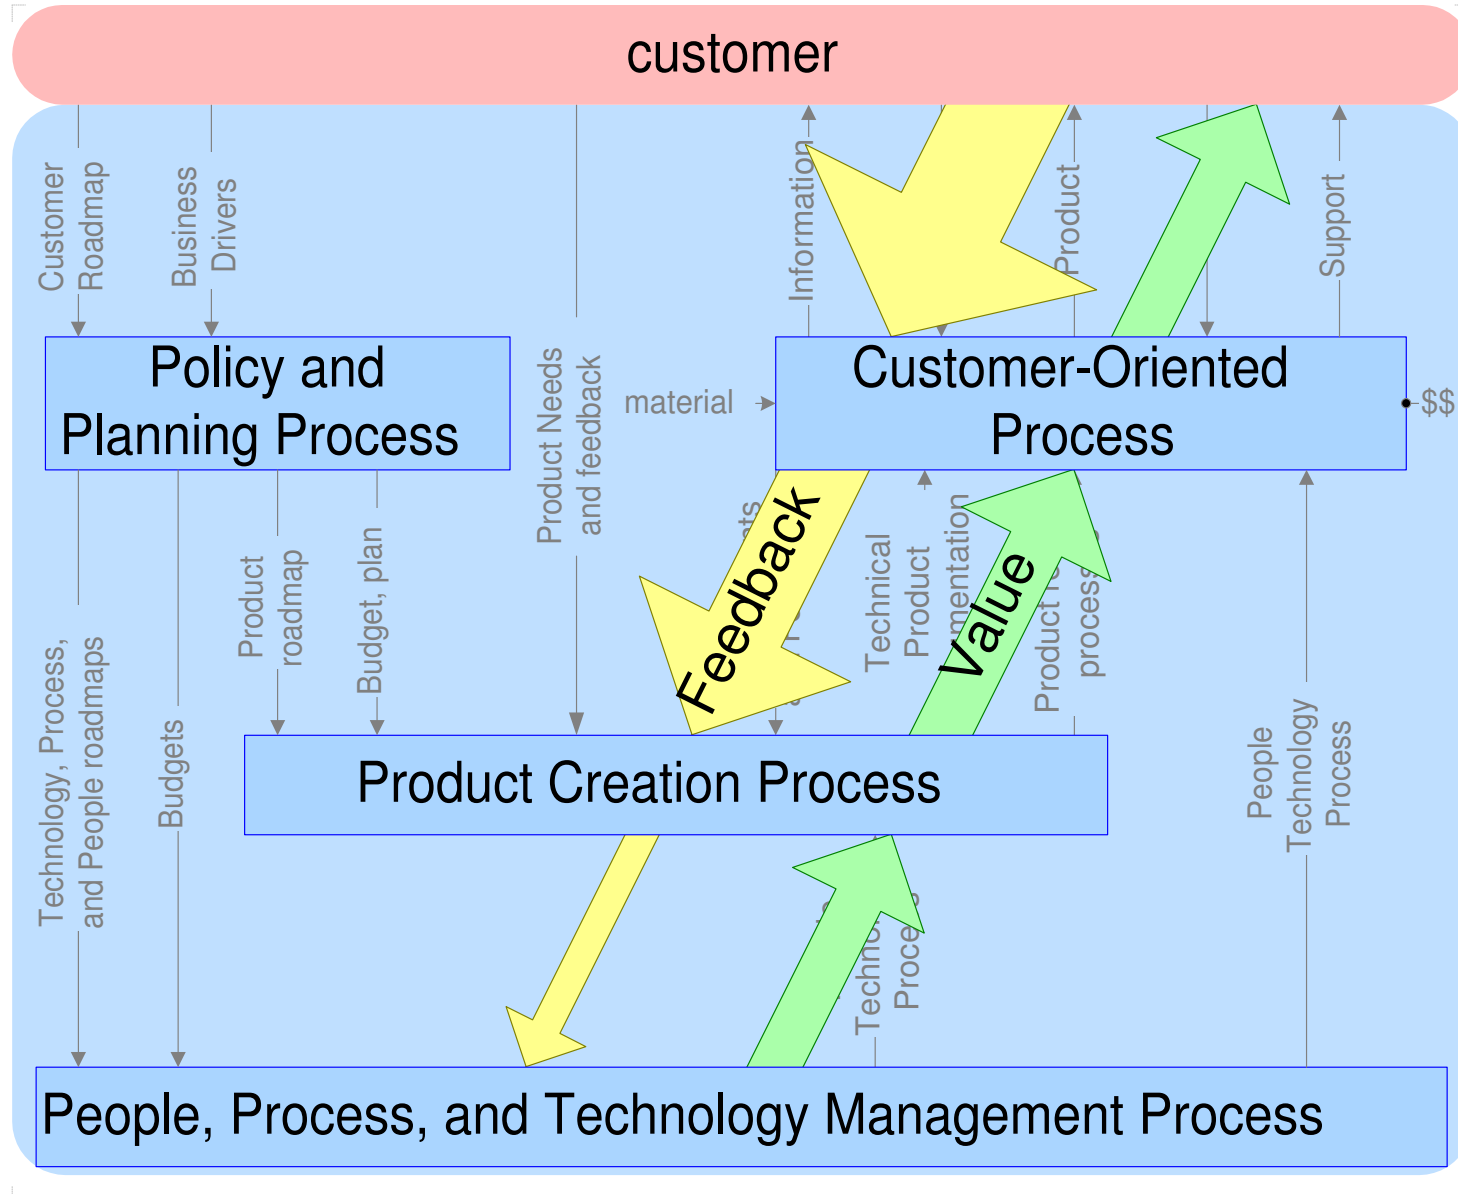 customer
Customer
Roadmap
Business
Drivers
Information
Product
Support
Policy and
Planning Process
Product Needs
and feedback
material
Customer-Oriented
Process
$$
Technology, Process,
and People roadmaps
Budgets
Product
roadmap
Budget, plan
Feedback
Technical
Product
Value
Product
process
People
Technology
Process
Product Creation Process
People, Process, and Technology Management Process